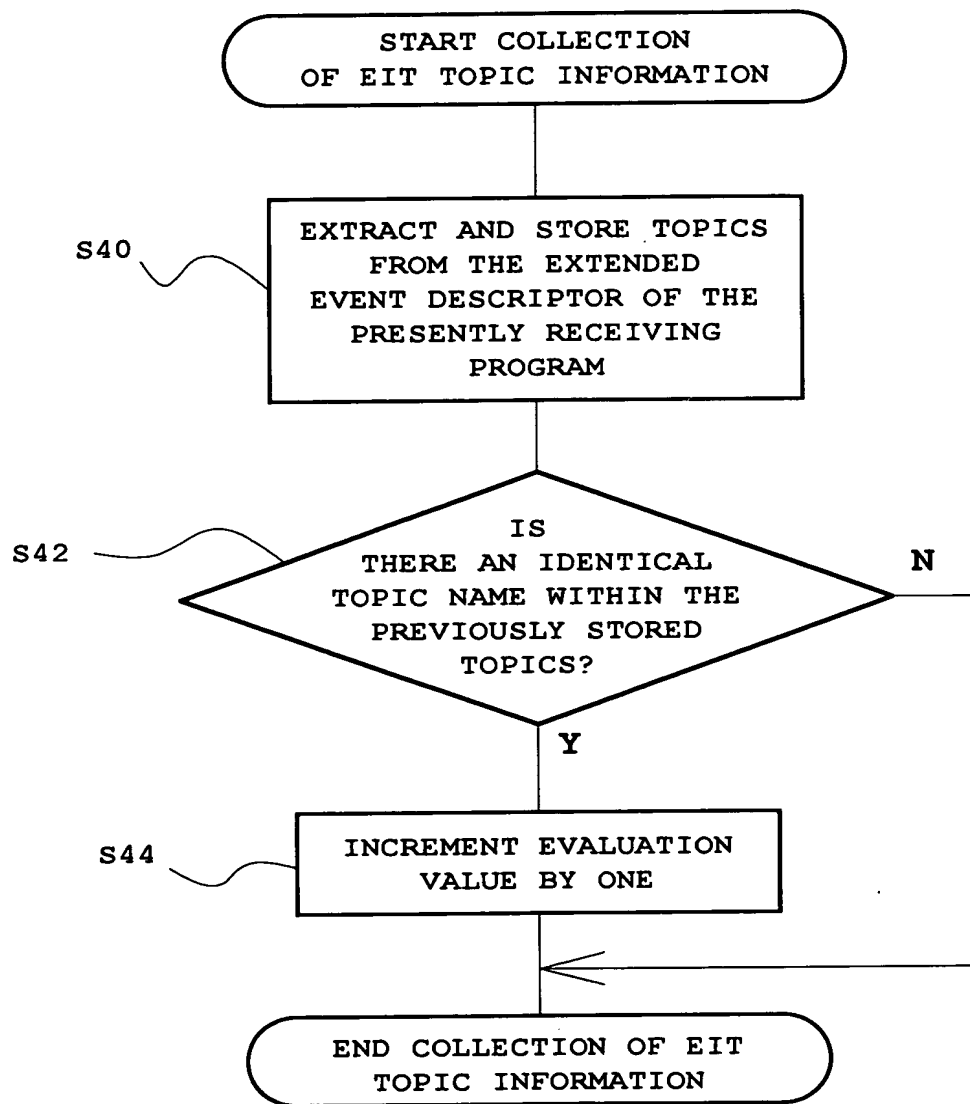 START COLLECTION
OF EIT TOPIC INFORMATION
S40
EXTRACT AND STORE TOPICS
FROM THE EXTENDED
EVENT DESCRIPTOR OF THE
PRESENTLY RECEIVING
PROGRAM
S42
IS
THERE AN IDENTICAL
TOPIC NAME WITHIN THE
PREVIOUSLY STORED
TOPICS?
N
Y
S44
INCREMENT EVALUATION
VALUE BY ONE
END COLLECTION OF EIT
TOPIC INFORMATION